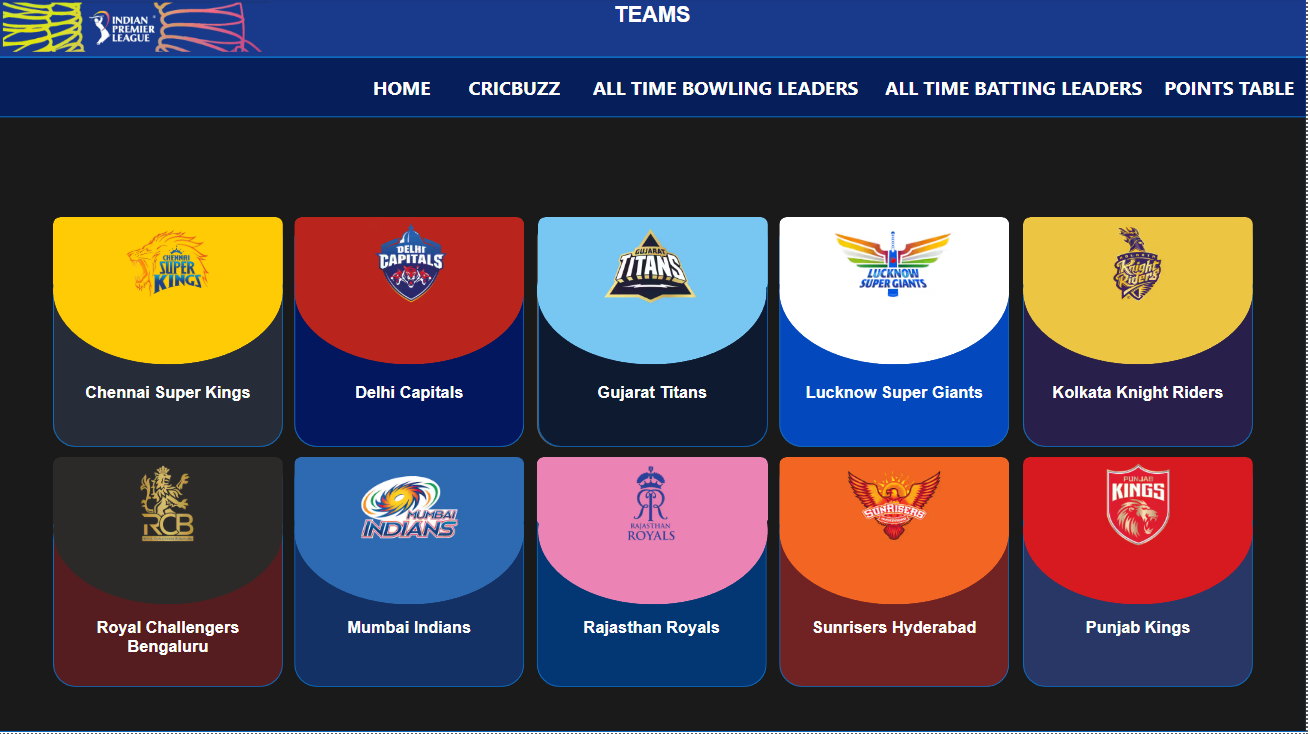 INDIAN
PREMIER
LEAGUE
TEAMS
HOME CRICBUZZ ALL TIME BOWLING LEADERS ALL TIME BATTING LEADERS POINTS TABLE
CHENNAI
SUPER
KINGS
Chennai Super Kings
DELHI
CAPITALS
Delhi Capitals
GUJARAT
TITANS
Gujarat Titans
LUCKNOW
SUPER GIANTS
Lucknow Super Giants
KOLKATA
Knight
Riders
Kolkata Knight Riders
RCB
Royal Challengers
Bengaluru
MUMBAI
INDIANS
Mumbai Indians
RAJASTHAN
ROYALS
Rajasthan Royals
SUNRISERS
Sunrisers Hyderabad
PUNJAB
KINGS
Punjab Kings